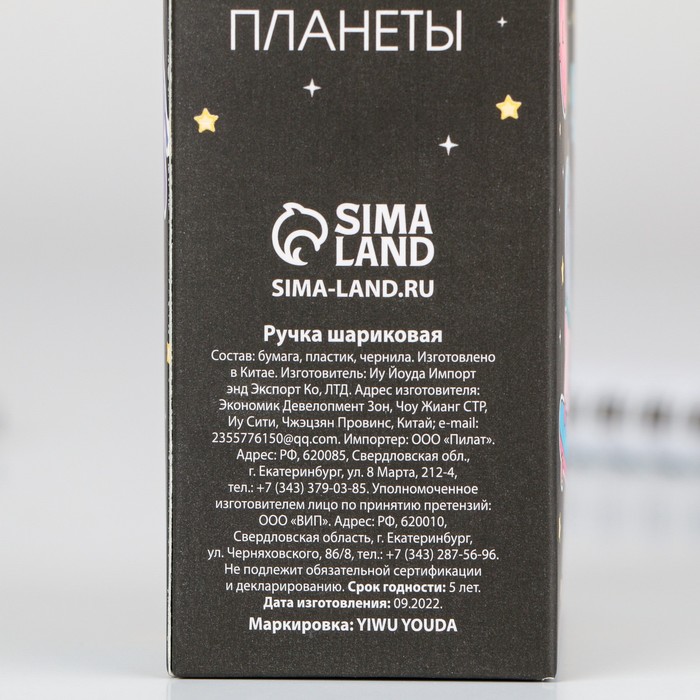 ПЛАНЕТЫ
SIMA
LAND
SIMA-LAND.RU
Ручка шариковая
Состав: бумага, пластик, чернила. Изготовлено
в Китае. Изготовитель: Иу Йоуда Импорт
энд Экспорт Ко, ЛТД. Адрес изготовителя:
Экономик Девелопмент Зон, Чоу Жианг СТР,
Иу Сити, Чжэцзян Провинс, Китай; e-mail:
2355776150@qq.com. Импортер: ООО «Пилат».
Адрес: РФ, 620085, Свердловская обл.,
г. Екатеринбург, ул. 8 Марта, 212-4,
тел.: +7 (343) 379-03-85. Уполномоченное
изготовителем лицо по принятию претензий:
ООО «ВИП». Адрес: РФ, 620010,
Свердловская область, г. Екатеринбург,
ул. Черняховского, 86/8, тел.: +7 (343) 287-56-96.
Не подлежит обязательной сертификации
и декларированию. Срок годности: 5 лет.
Дата изготовления: 09.2022.
Маркировка: YIWU YOUDA